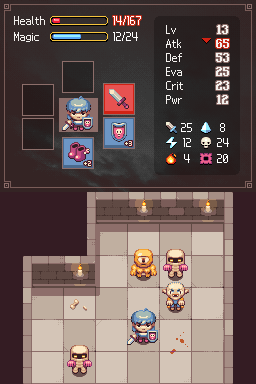 Health 14/167
Magic 12/24
Lv 13
Atk 65
Def 53
Eva 25
Crit 23
Pwr 12
25 8
12 24
4 20
+3
+2